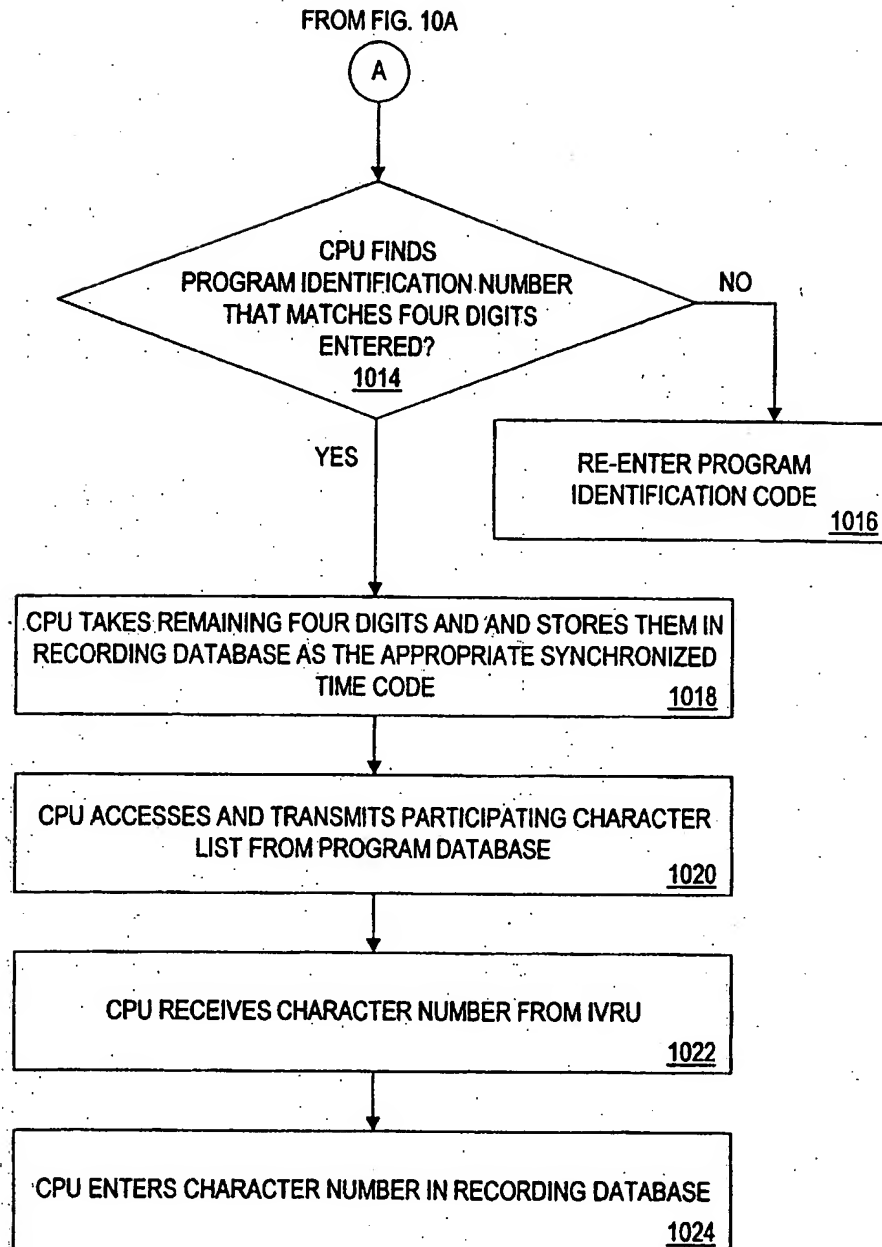 FROM FIG. 10A
A
CPU FINDS
PROGRAM IDENTIFICATION NUMBER
THAT MATCHES FOUR DIGITS
ENTERED?
1014
NO
YES
RE-ENTER PROGRAM
IDENTIFICATION CODE
1016
CPU TAKES REMAINING FOUR DIGITS AND AND STORES THEM IN
RECORDING DATABASE AS THE APPROPRIATE SYNCHRONIZED
TIME CODE
1018
CPU ACCESSES AND TRANSMITS PARTICIPATING CHARACTER
LIST FROM PROGRAM DATABASE
1020
CPU RECEIVES CHARACTER NUMBER FROM IVRU
1022
CPU ENTERS CHARACTER NUMBER IN RECORDING DATABASE
1024